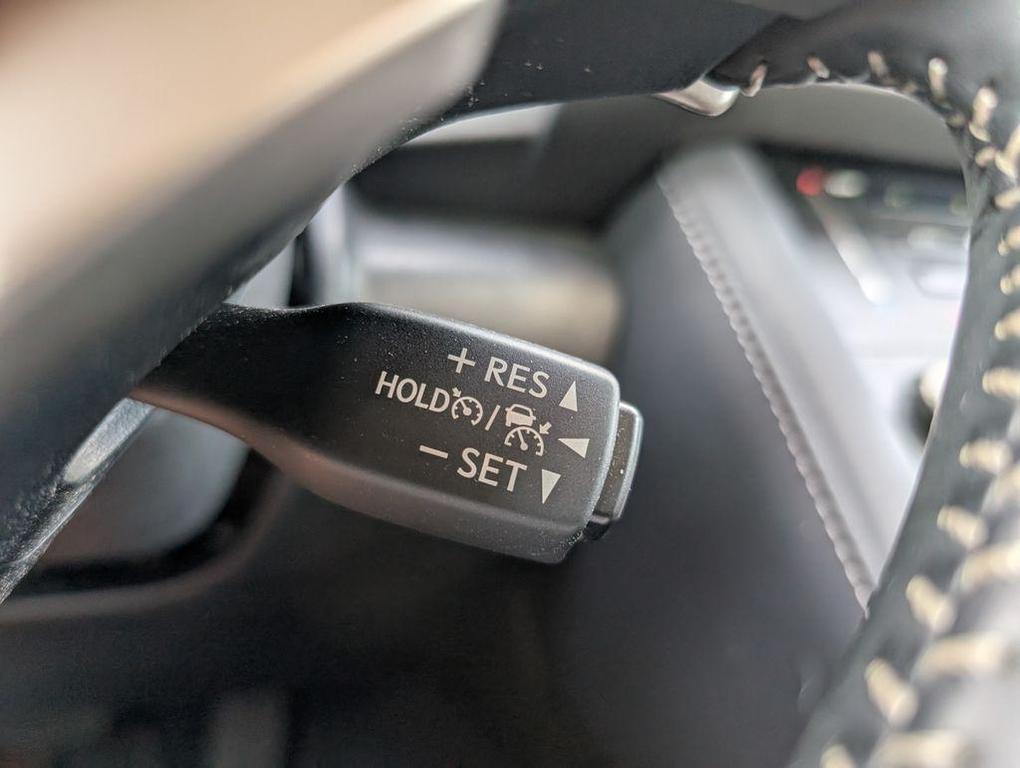 + RES
HOLD /
- SET